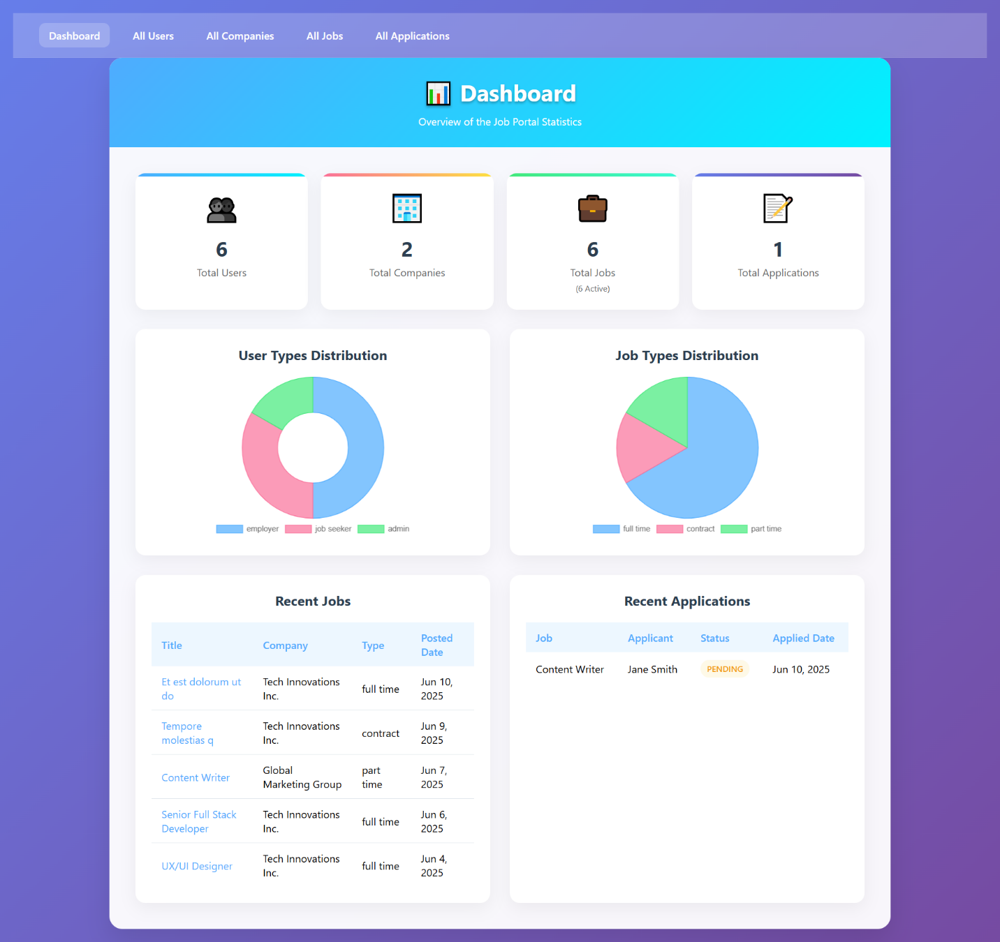 Dashboard All Users All Companies All Jobs All Applications
Dashboard
Overview of the Job Portal Statistics
6
Total Users
2
Total Companies
6
Total Jobs
(6 Active)
1
Total Applications
User Types Distribution
employer job seeker admin
Job Types Distribution
full time contract part time
Recent Jobs
Title Company Type Posted
Date
Et est dolorum ut
do
Tech Innovations
Inc.
full time
Jun 10,
2025
Tempore
molestias q
Tech Innovations
Inc.
contract
Jun 9,
2025
Content Writer
Global
Marketing Group
part
time
Jun 7,
2025
Senior Full Stack
Developer
Tech Innovations
Inc.
full time
Jun 6,
2025
UX/UI Designer
Tech Innovations
Inc.
full time
Jun 4,
2025
Recent Applications
Job Applicant Status Applied Date
Content Writer Jane Smith PENDING Jun 10, 2025